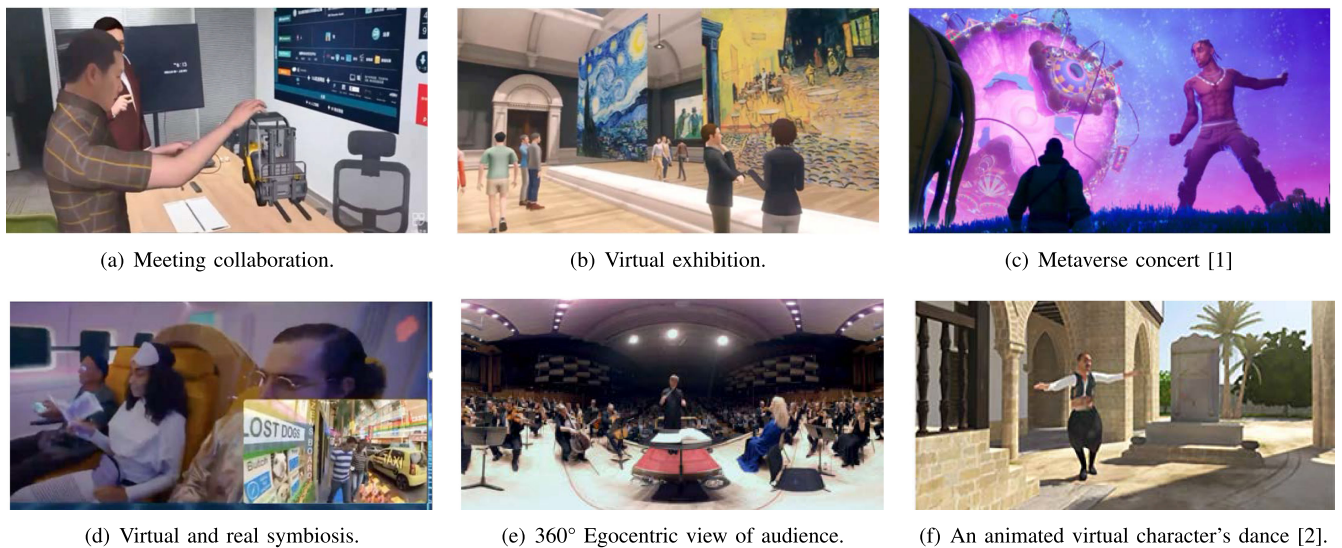 (a) Meeting collaboration.
(b) Virtual exhibition.
(c) Metaverse concert [1]
LOST DOGS
TAXI
(d) Virtual and real symbiosis.
(e) 360° Egocentric view of audience.
(f) An animated virtual character's dance [2].